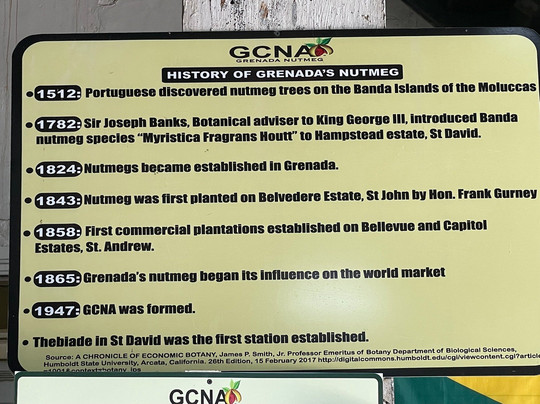 GCNA
GRENADA NUTMEG
HISTORY OF GRENADA'S NUTMEG
• 1512: Portuguese discovered nutmeg trees on the Banda Islands of the Moluccas
• 1782: Sir Joseph Banks, Botanical adviser to King George III, introduced Banda
nutmeg species “Myristica Fragrans Houtt” to Hampstead estate, St David.
• 1824: Nutmegs became established in Grenada.
• 1843: Nutmeg was first planted on Belvedere Estate, St John by Hon. Frank Gurney
• 1858: First commercial plantations established on Bellevue and Capitol
Estates, St. Andrew.
• 1865: Grenada's nutmeg began its influence on the world market
• 1947: GCNA was formed.
• Thebiade in St David was the first station established.
Source: A CHRONICLE OF ECONOMIC BOTANY, James P. Smith, Jr. Professor Emeritus of Botany Department of Biological Sciences,
Humboldt State University, Arcata, California. 26th Edition, 15 February 2017 http://digitalcommons.humboldt.edu/cgi/viewcontent.cgi?article
=1001&context=botany_jps
GCNA